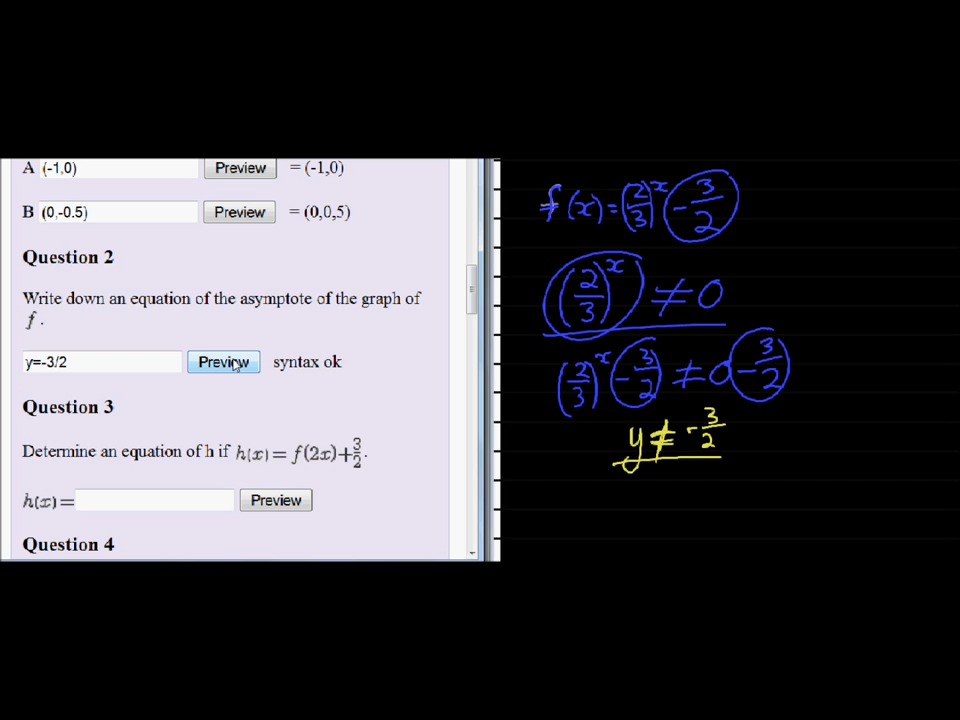 A (-1,0) Preview = (-1,0)
B (0,-0.5) Preview = (0,0,5)
Question 2
Write down an equation of the asymptote of the graph of
f.
y=-3/2 Preview syntax ok
Question 3
Determine an equation of h if h(x) = f(2x)+3/2.
h(x)= Preview
Question 4
f(x) = (2/3)^x - 3/2
(2/3)^x ≠ 0
(2/3)^x - 3/2 ≠ 0 - 3/2
y ≠ -3/2